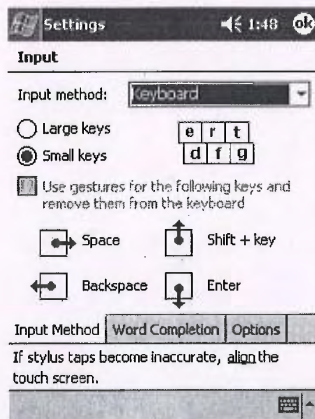 Settings 1:48 ok
Input
Input method: Keyboard
Large keys
Small keys
e r t
d f g
Use gestures for the following keys and
remove them from the keyboard
Space Shift + key
Backspace Enter
Input Method Word Completion Options
If stylus taps become inaccurate, align the
touch screen.